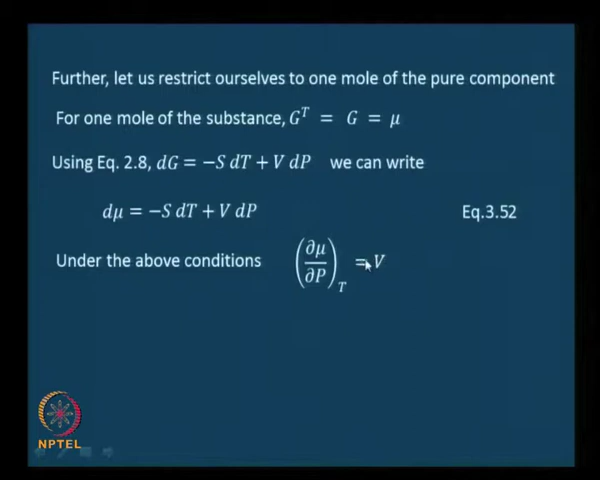 Further, let us restrict ourselves to one mole of the pure component
For one mole of the substance, Gᵀ = G = μ
Using Eq. 2.8, dG = −S dT + V dP we can write
dμ = −S dT + V dP Eq.3.52
Under the above conditions (∂μ/∂P)_T = V
NPTEL